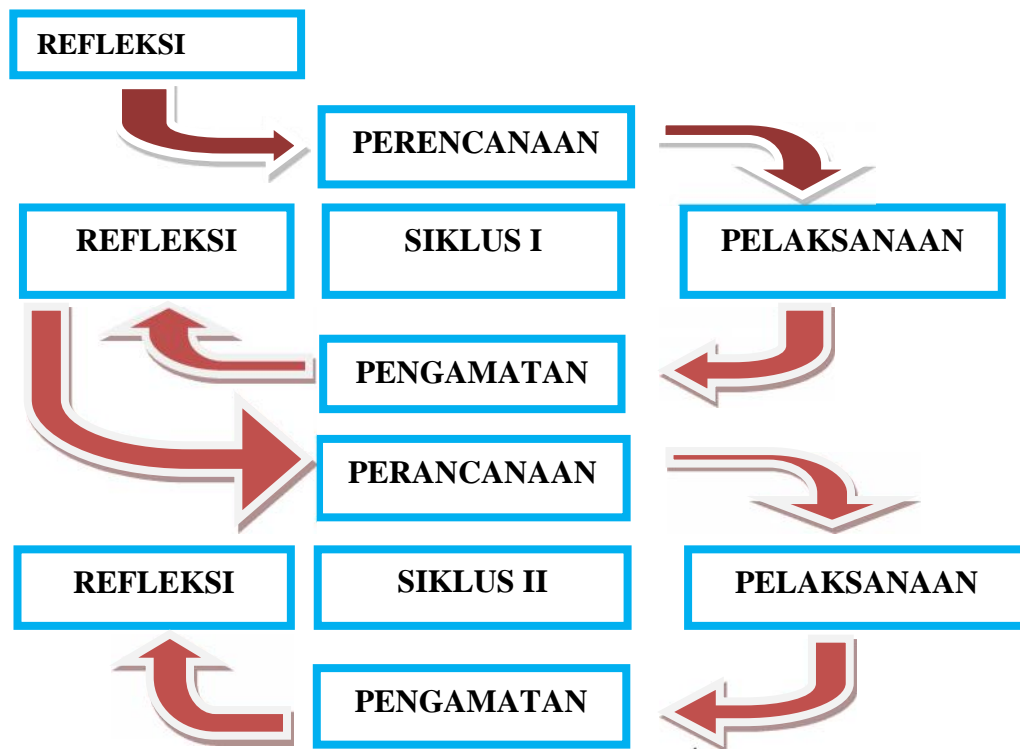 REFLEKSI
PERENCANAAN
REFLEKSI
SIKLUS I
PELAKSANAAN
PENGAMATAN
PERANCANAAN
REFLEKSI
SIKLUS II
PELAKSANAAN
PENGAMATAN